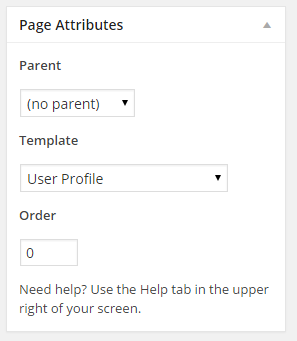 Page Attributes
Parent
(no parent)
Template
User Profile
Order
0
Need help? Use the Help tab in the upper
right of your screen.